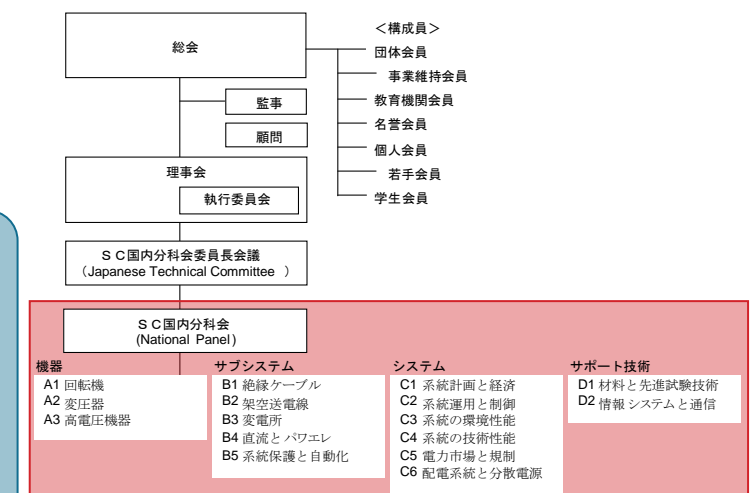 総会
<構成員>
団体会員
事業維持会員
教育機関会員
名誉会員
個人会員
若手会員
学生会員
監事
顧問
理事会
執行委員会
SC国内分科会委員長会議
(Japanese Technical Committee )
SC国内分科会
(National Panel)
機器
A1 回転機
A2 変圧器
A3 高電圧機器
サブシステム
B1 絶縁ケーブル
B2 架空送電線
B3 変電所
B4 直流とパワエレ
B5 系統保護と自動化
システム
C1 系統計画と経済
C2 系統運用と制御
C3 系統の環境性能
C4 系統の技術性能
C5 電力市場と規制
C6 配電系統と分散電源
サポート技術
D1 材料と先進試験技術
D2 情報システムと通信